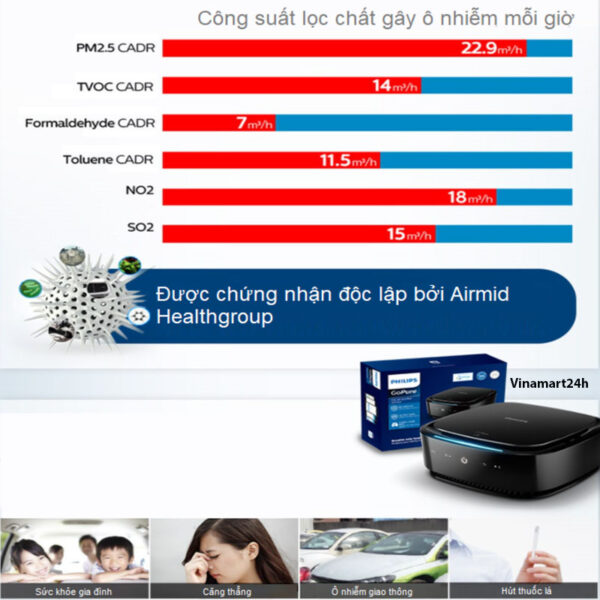 Công suất lọc chất gây ô nhiễm mỗi giờ
PM2.5 CADR 22.9m³/h
TVOC CADR 14m³/h
Formaldehyde CADR 7m³/h
Toluene CADR 11.5m³/h
NO2 18m³/h
SO2 15m³/h
Được chứng nhận độc lập bởi Airmid
Healthgroup
PHILIPS
GoPure
Vinamart24h
Sức khỏe gia đình
Căng thẳng
Ô nhiễm giao thông
Hút thuốc lá